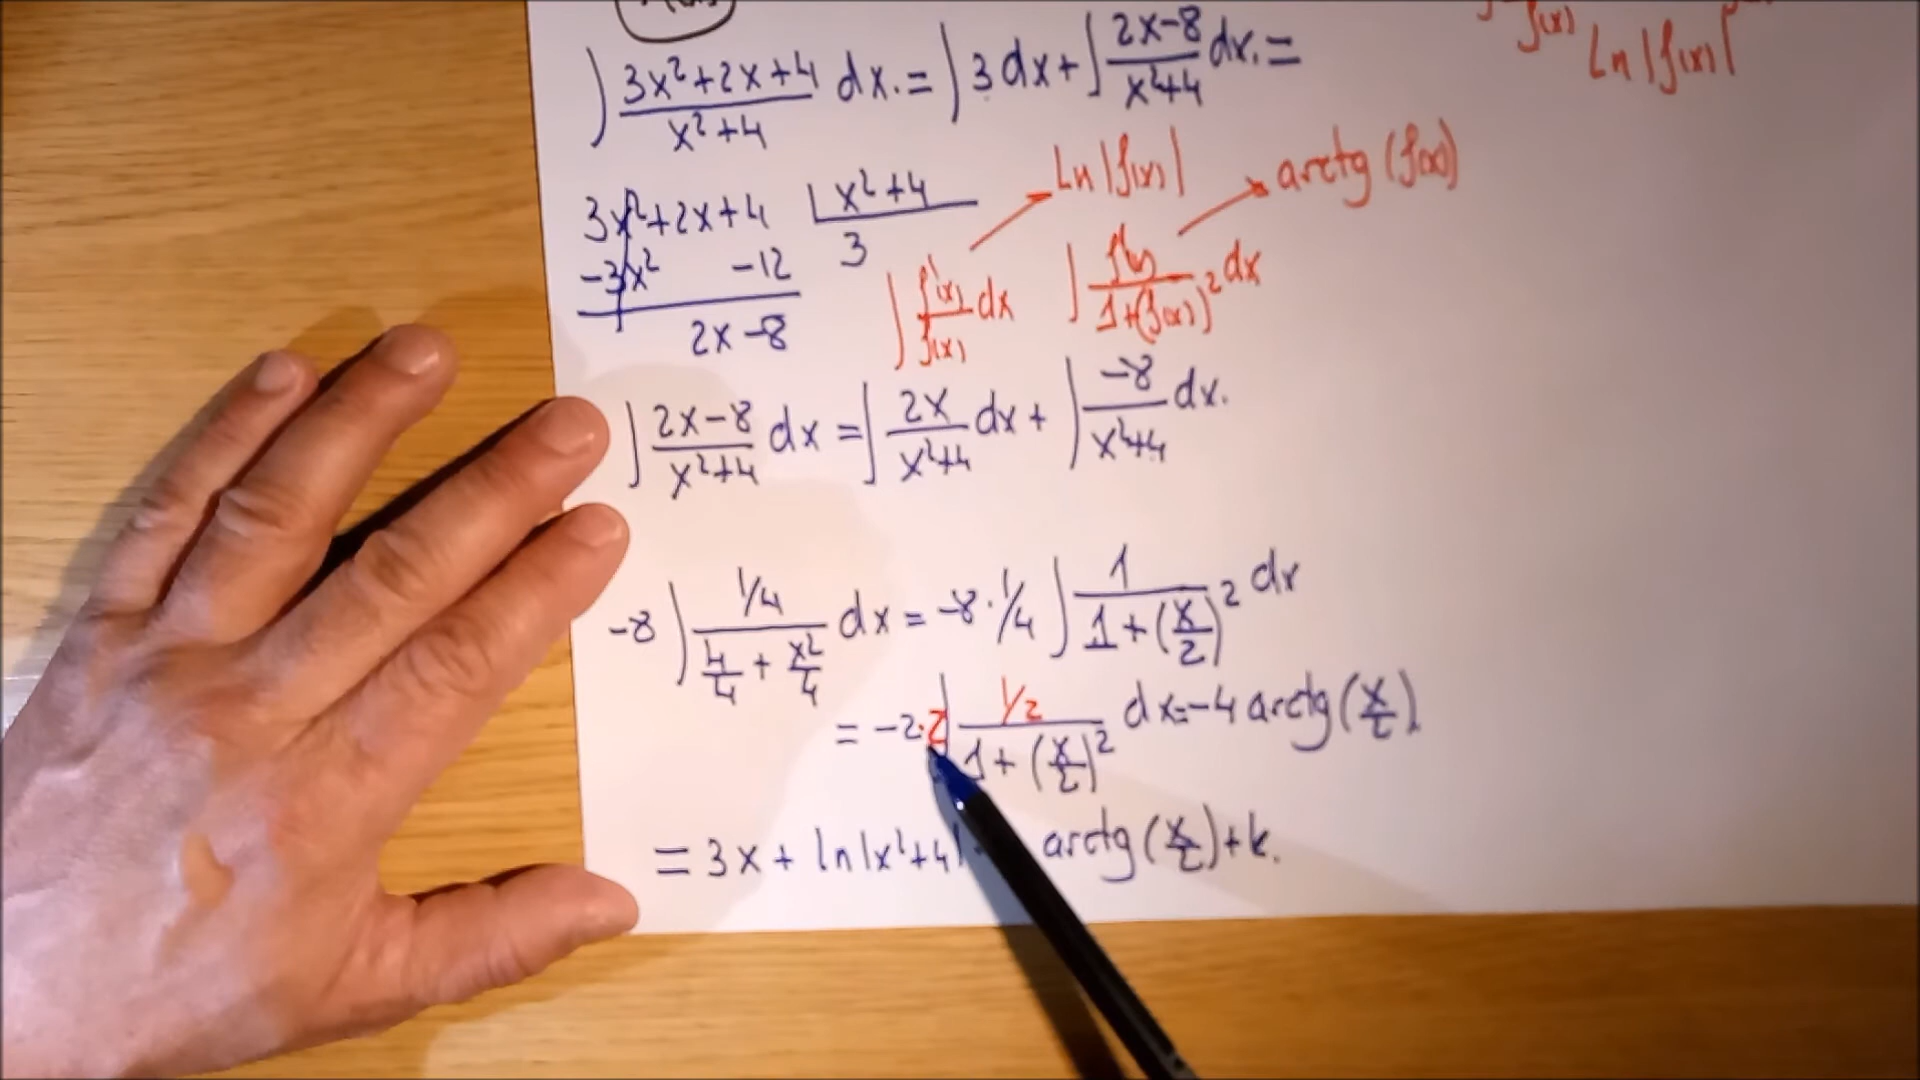 ∫ (3x²+2x+4)/(x²+4) dx. = ∫ 3 dx + ∫ (2x-8)/(x²+4) dx. =
f(x) Ln |f(x)|
Ln |f(x)| arctg (f(x))
3x²+2x+4 | x²+4
-3x² -12 3
2x -8
∫ f'(x)/f(x) dx ∫ f'(x)/(1+(f(x))²) dx
∫ (2x-8)/(x²+4) dx = ∫ 2x/(x²+4) dx + ∫ -8/(x²+4) dx.
-8 ∫ (1/4)/(4/4 + x²/4) dx = -8 · 1/4 ∫ 1/(1+(x/2)²) dx
= -2·2 ∫ (1/2)/(1+(x/2)²) dx = -4 arctg (x/2)
= 3x + ln |x²+4| arctg (x/2) + k.